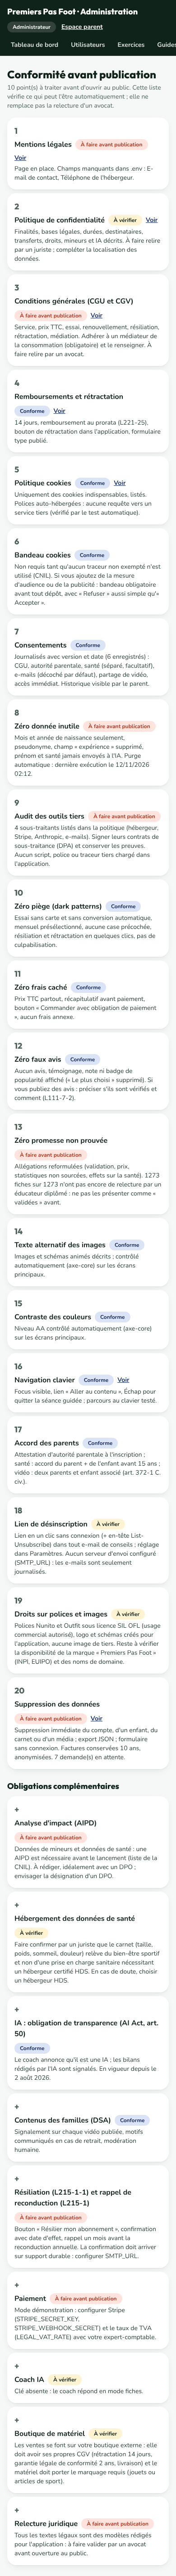 Premiers Pas Foot · Administration
Administrateur Espace parent
Tableau de bord Utilisateurs Exercices Guides
Conformité avant publication
10 point(s) à traiter avant d'ouvrir au public. Cette liste
vérifie ce qui peut l'être automatiquement ; elle ne
remplace pas la relecture d'un avocat.
1
Mentions légales À faire avant publication
Voir
Page en place. Champs manquants dans .env : E-
mail de contact, Téléphone de l'hébergeur.
2
Politique de confidentialité À vérifier Voir
Finalités, bases légales, durées, destinataires,
transferts, droits, mineurs et IA décrits. À faire relire
par un juriste ; compléter la localisation des
données.
3
Conditions générales (CGU et CGV)
À faire avant publication Voir
Service, prix TTC, essai, renouvellement, résiliation,
rétractation, médiation. Adhérer à un médiateur de
la consommation (obligatoire) et le renseigner. À
faire relire par un avocat.
4
Remboursements et rétractation
Conforme Voir
14 jours, remboursement au prorata (L221-25),
bouton de rétractation dans l'application, formulaire
type publié.
5
Politique cookies Conforme Voir
Uniquement des cookies indispensables, listés.
Polices auto-hébergées : aucune requête vers un
service tiers (vérifié par le test automatique).
6
Bandeau cookies Conforme
Non requis tant qu'aucun traceur non exempté n'est
utilisé (CNIL). Si vous ajoutez de la mesure
d'audience ou de la publicité : bandeau obligatoire
avant tout dépôt, avec « Refuser » aussi simple qu'«
Accepter ».
7
Consentements Conforme
Journalisés avec version et date (6 enregistrés) :
CGU, autorité parentale, santé (séparé, facultatif),
e-mails (décoché par défaut), partage de vidéo,
accès immédiat. Historique visible par le parent.
8
Zéro donnée inutile À faire avant publication
Mois et année de naissance seulement,
pseudonyme, champ « expérience » supprimé,
prénom et santé jamais envoyés à l'IA. Purge
automatique : dernière exécution le 12/11/2026
02:12.
9
Audit des outils tiers À faire avant publication
4 sous-traitants listés dans la politique (hébergeur,
Stripe, Anthropic, e-mails). Signer leurs contrats de
sous-traitance (DPA) et conserver les preuves.
Aucun script, police ou traceur tiers chargé dans
l'application.
10
Zéro piège (dark patterns) Conforme
Essai sans carte et sans conversion automatique,
mensuel présélectionné, aucune case précochée,
résiliation et rétractation en quelques clics, pas de
culpabilisation.
11
Zéro frais caché Conforme
Prix TTC partout, récapitulatif avant paiement,
bouton « Commander avec obligation de paiement
», aucun frais annexe.
12
Zéro faux avis Conforme
Aucun avis, témoignage, note ni badge de
popularité affiché (« Le plus choisi » supprimé). Si
vous publiez des avis : préciser s'ils sont vérifiés et
comment (L111-7-2).
13
Zéro promesse non prouvée
À faire avant publication
Allégations reformulées (validation, prix,
statistiques non sourcées, effets sur la santé). 1273
fiches sur 1273 n'ont pas encore de relecture par un
éducateur diplômé : ne pas les présenter comme «
validées » avant.
14
Texte alternatif des images Conforme
Images et schémas animés décrits ; contrôle
automatique (axe-core) sur les écrans
principaux.
15
Contraste des couleurs Conforme
Niveau AA contrôlé automatiquement (axe-core)
sur les écrans principaux.
16
Navigation clavier Conforme Voir
Focus visible, lien « Aller au contenu », Échap pour
quitter la séance guidée ; parcours au clavier testé.
17
Accord des parents Conforme
Attestation d'autorité parentale à l'inscription ;
santé : accord du parent + de l'enfant avant 15 ans ;
vidéo : deux parents et enfant associé (art. 372-1 C.
civ.).
18
Lien de désinscription À vérifier
Lien en un clic sans connexion (+ en-tête List-
Unsubscribe) dans tout e-mail de conseils ; réglage
dans Paramètres. Aucun serveur d'envoi configuré
(SMTP_URL) : les e-mails sont seulement
journalisés.
19
Droits sur polices et images À vérifier
Polices Nunito et Outfit sous licence SIL OFL (usage
commercial autorisé), logo et schémas créés pour
l'application, aucune image de tiers. Reste à vérifier
la disponibilité de la marque « Premiers Pas Foot »
(INPI, EUIPO) et des noms de domaine.
20
Suppression des données
À faire avant publication Voir
Suppression immédiate du compte, d'un enfant, du
carnet ou d'un média ; export JSON ; formulaire
sans connexion. Factures conservées 10 ans,
anonymisées. 7 demande(s) en attente.
Obligations complémentaires
+
Analyse d'impact (AIPD)
À faire avant publication
Données de mineurs et données de santé : une
AIPD est nécessaire avant le lancement (liste de la
CNIL). À rédiger, idéalement avec un DPO ;
envisager la désignation d'un DPO.
+
Hébergement des données de santé
À vérifier
Faire confirmer par un juriste que le carnet (taille,
poids, sommeil, douleur) relève du bien-être sportif
et non d'une prise en charge sanitaire nécessitant
un hébergeur certifié HDS. En cas de doute, choisir
un hébergeur HDS.
+
IA : obligation de transparence (AI Act, art.
50)
Conforme
Le coach annonce qu'il est une IA ; les bilans
rédigés par l'IA sont signalés. En vigueur depuis le
2 août 2026.
+
Contenus des familles (DSA) Conforme
Signalement sur chaque vidéo publiée, motifs
communiqués en cas de retrait, modération
humaine.
+
Résiliation (L215-1-1) et rappel de
reconduction (L215-1)
À faire avant publication
Bouton « Résilier mon abonnement », confirmation
avec date d'effet, rappel un mois avant la
reconduction annuelle. La confirmation doit arriver
sur support durable : configurer SMTP_URL.
+
Paiement À faire avant publication
Mode démonstration : configurer Stripe
(STRIPE_SECRET_KEY,
STRIPE_WEBHOOK_SECRET) et le taux de TVA
(LEGAL_VAT_RATE) avec votre expert-comptable.
+
Coach IA À vérifier
Clé absente : le coach répond en mode fiches.
+
Boutique de matériel À vérifier
Les ventes se font sur votre boutique externe : elle
doit avoir ses propres CGV (rétractation 14 jours,
garantie légale de conformité 2 ans, livraison) et le
matériel doit porter le marquage requis (jouets ou
articles de sport).
+
Relecture juridique À faire avant publication
Tous les textes légaux sont des modèles rédigés
pour l'application : à faire valider par un avocat
avant ouverture au public.